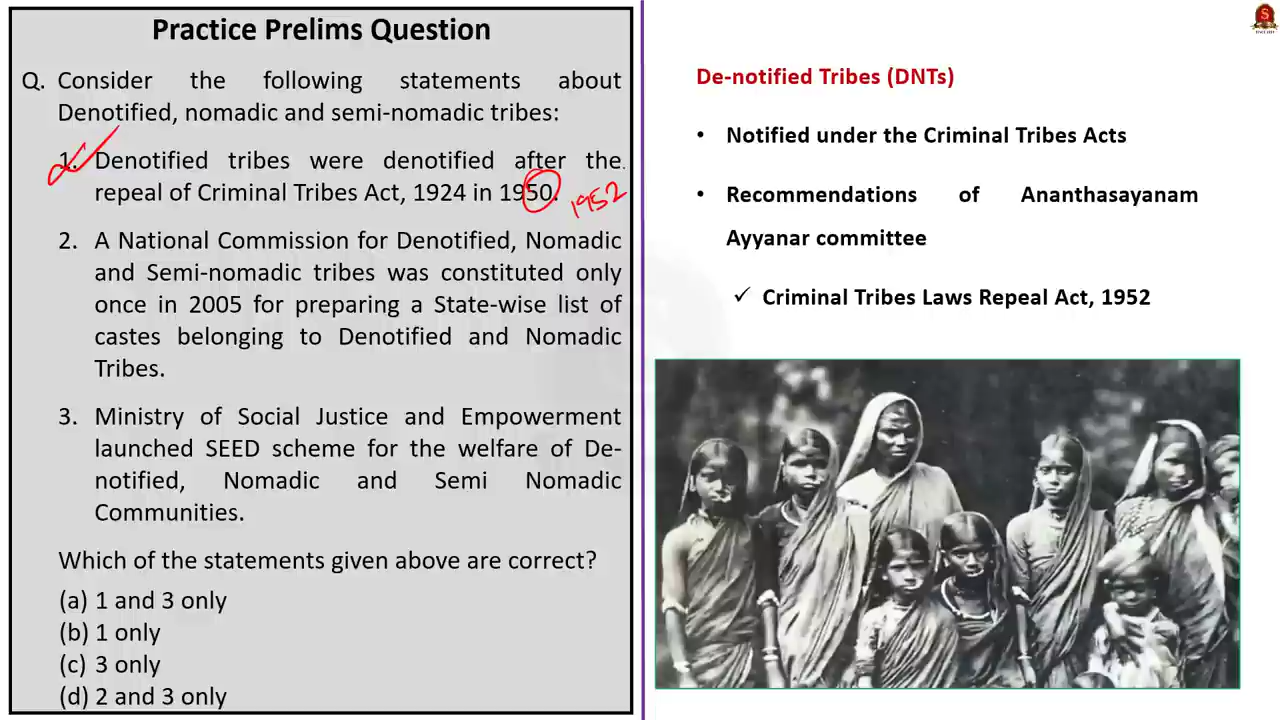 Practice Prelims Question
Q. Consider the following statements about
Denotified, nomadic and semi-nomadic tribes:
1. Denotified tribes were denotified after the
repeal of Criminal Tribes Act, 1924 in 1950.
1952
2. A National Commission for Denotified, Nomadic
and Semi-nomadic tribes was constituted only
once in 2005 for preparing a State-wise list of
castes belonging to Denotified and Nomadic
Tribes.
3. Ministry of Social Justice and Empowerment
launched SEED scheme for the welfare of De-
notified, Nomadic and Semi Nomadic
Communities.
Which of the statements given above are correct?
(a) 1 and 3 only
(b) 1 only
(c) 3 only
(d) 2 and 3 only
De-notified Tribes (DNTs)
• Notified under the Criminal Tribes Acts
• Recommendations of Ananthasayanam
Ayyanar committee
✓ Criminal Tribes Laws Repeal Act, 1952